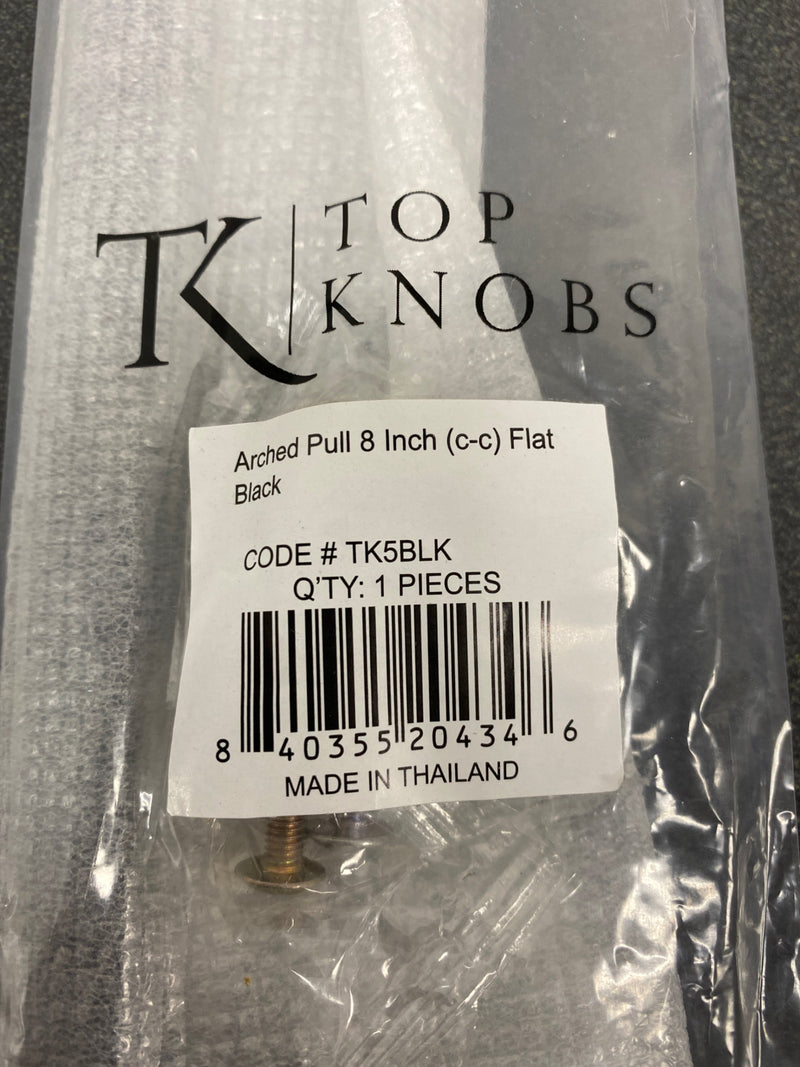 TK TOP
KNOBS
Arched Pull 8 Inch (c-c) Flat
Black
CODE # TK5BLK
Q'TY: 1 PIECES
8 40355 20434 6
MADE IN THAILAND